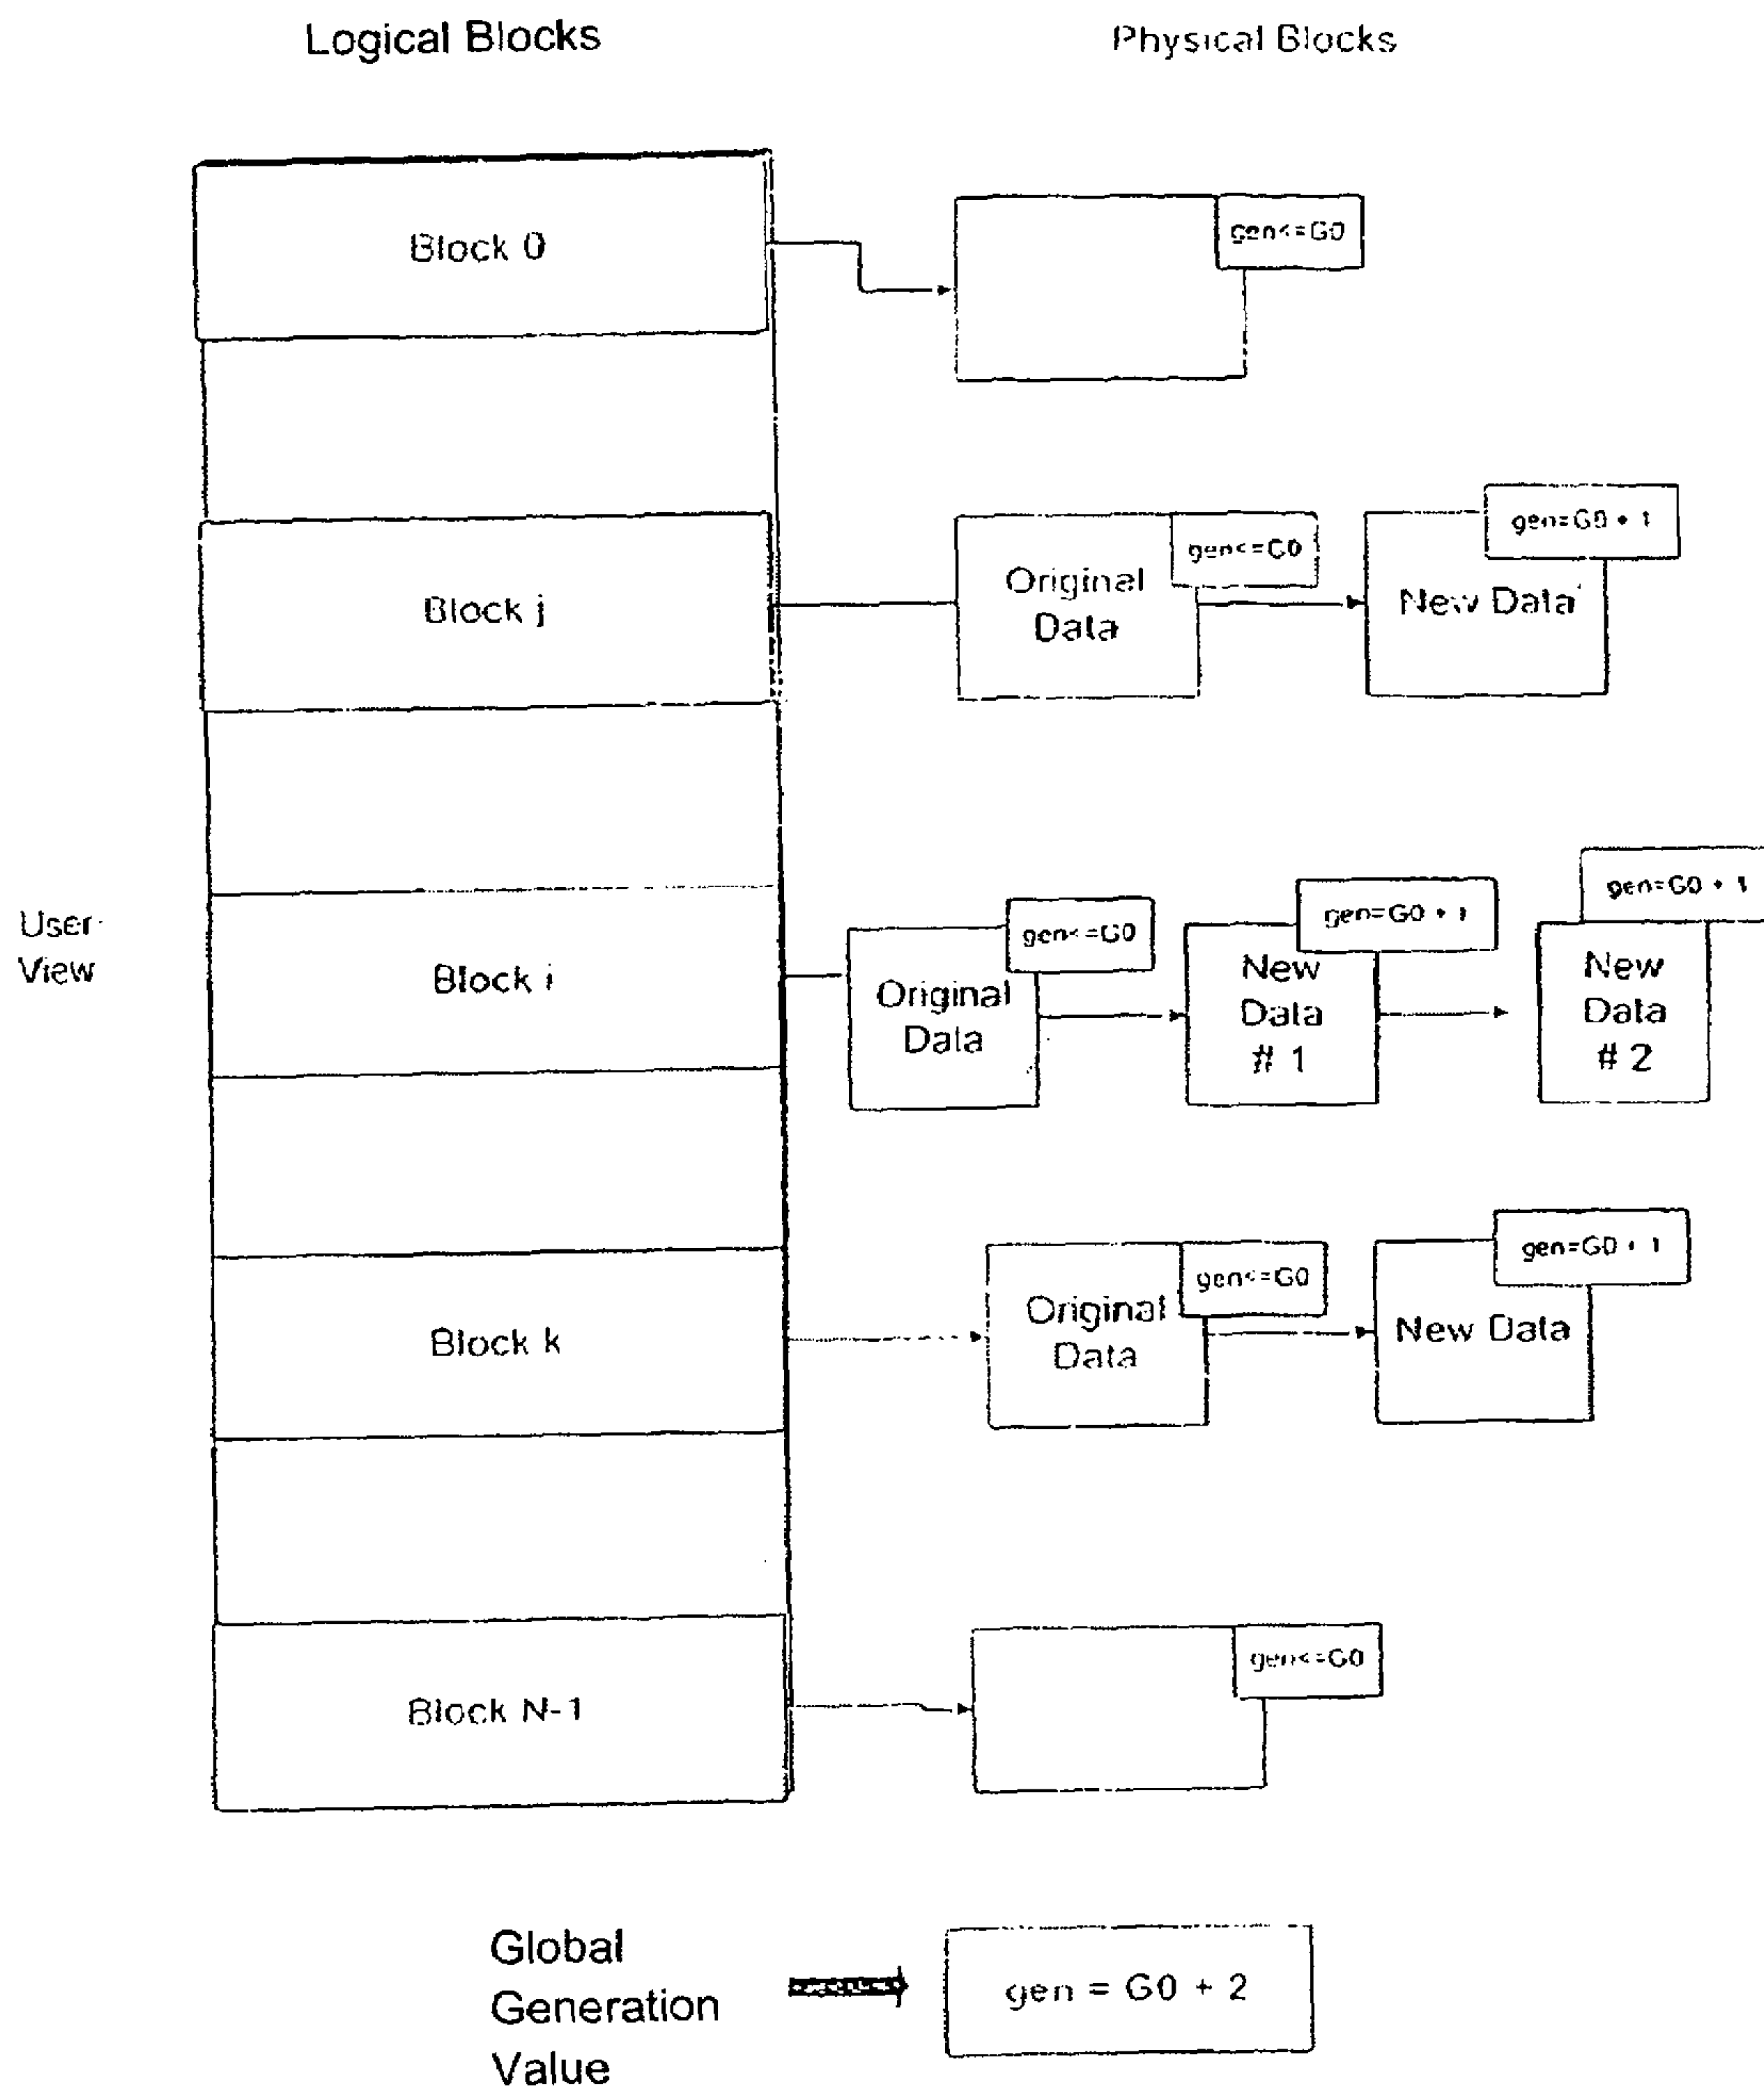 Logical Blocks
Physical Blocks
Block 0
gen<=G0
Block j
Original
Data
gen<=G0
New Data
gen=G0 + 1
User
View
Block i
Original
Data
gen<=G0
New
Data
# 1
gen=G0 + 1
New
Data
# 2
gen=G0 + 1
Block k
Original
Data
gen<=G0
New Data
gen=G0 + 1
Block N-1
gen<=G0
Global
Generation
Value
gen = G0 + 2